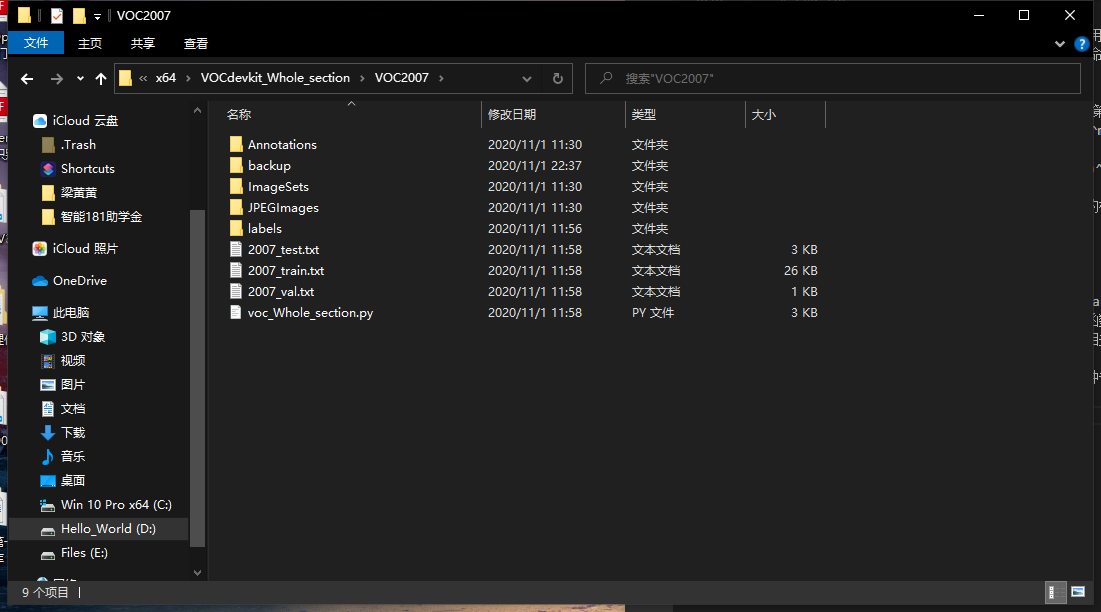 VOC2007
文件 主页 共享 查看
« x64 › VOCdevkit_Whole_section › VOC2007 ›
搜索"VOC2007"
名称 修改日期 类型 大小
iCloud 云盘
.Trash
Shortcuts
梁黄黄
智能181助学金
iCloud 照片
OneDrive
此电脑
3D 对象
视频
图片
文档
下载
音乐
桌面
Win 10 Pro x64 (C:)
Hello_World (D:)
Files (E:)
Annotations 2020/11/1 11:30 文件夹
backup 2020/11/1 22:37 文件夹
ImageSets 2020/11/1 11:30 文件夹
JPEGImages 2020/11/1 11:30 文件夹
labels 2020/11/1 11:56 文件夹
2007_test.txt 2020/11/1 11:58 文本文档 3 KB
2007_train.txt 2020/11/1 11:58 文本文档 26 KB
2007_val.txt 2020/11/1 11:58 文本文档 1 KB
voc_Whole_section.py 2020/11/1 11:58 PY 文件 3 KB
9 个项目